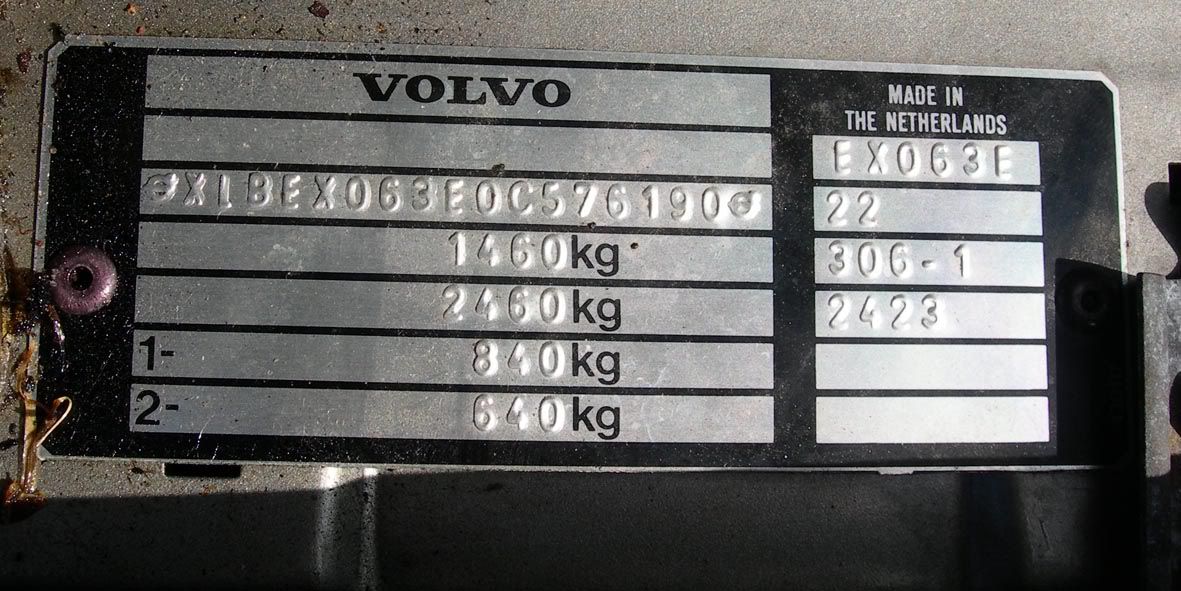 VOLVO
XLBEX063E0C576190
1460kg
2460kg
1- 840kg
2- 640kg
MADE IN
THE NETHERLANDS
EX063E
22
306-1
2423